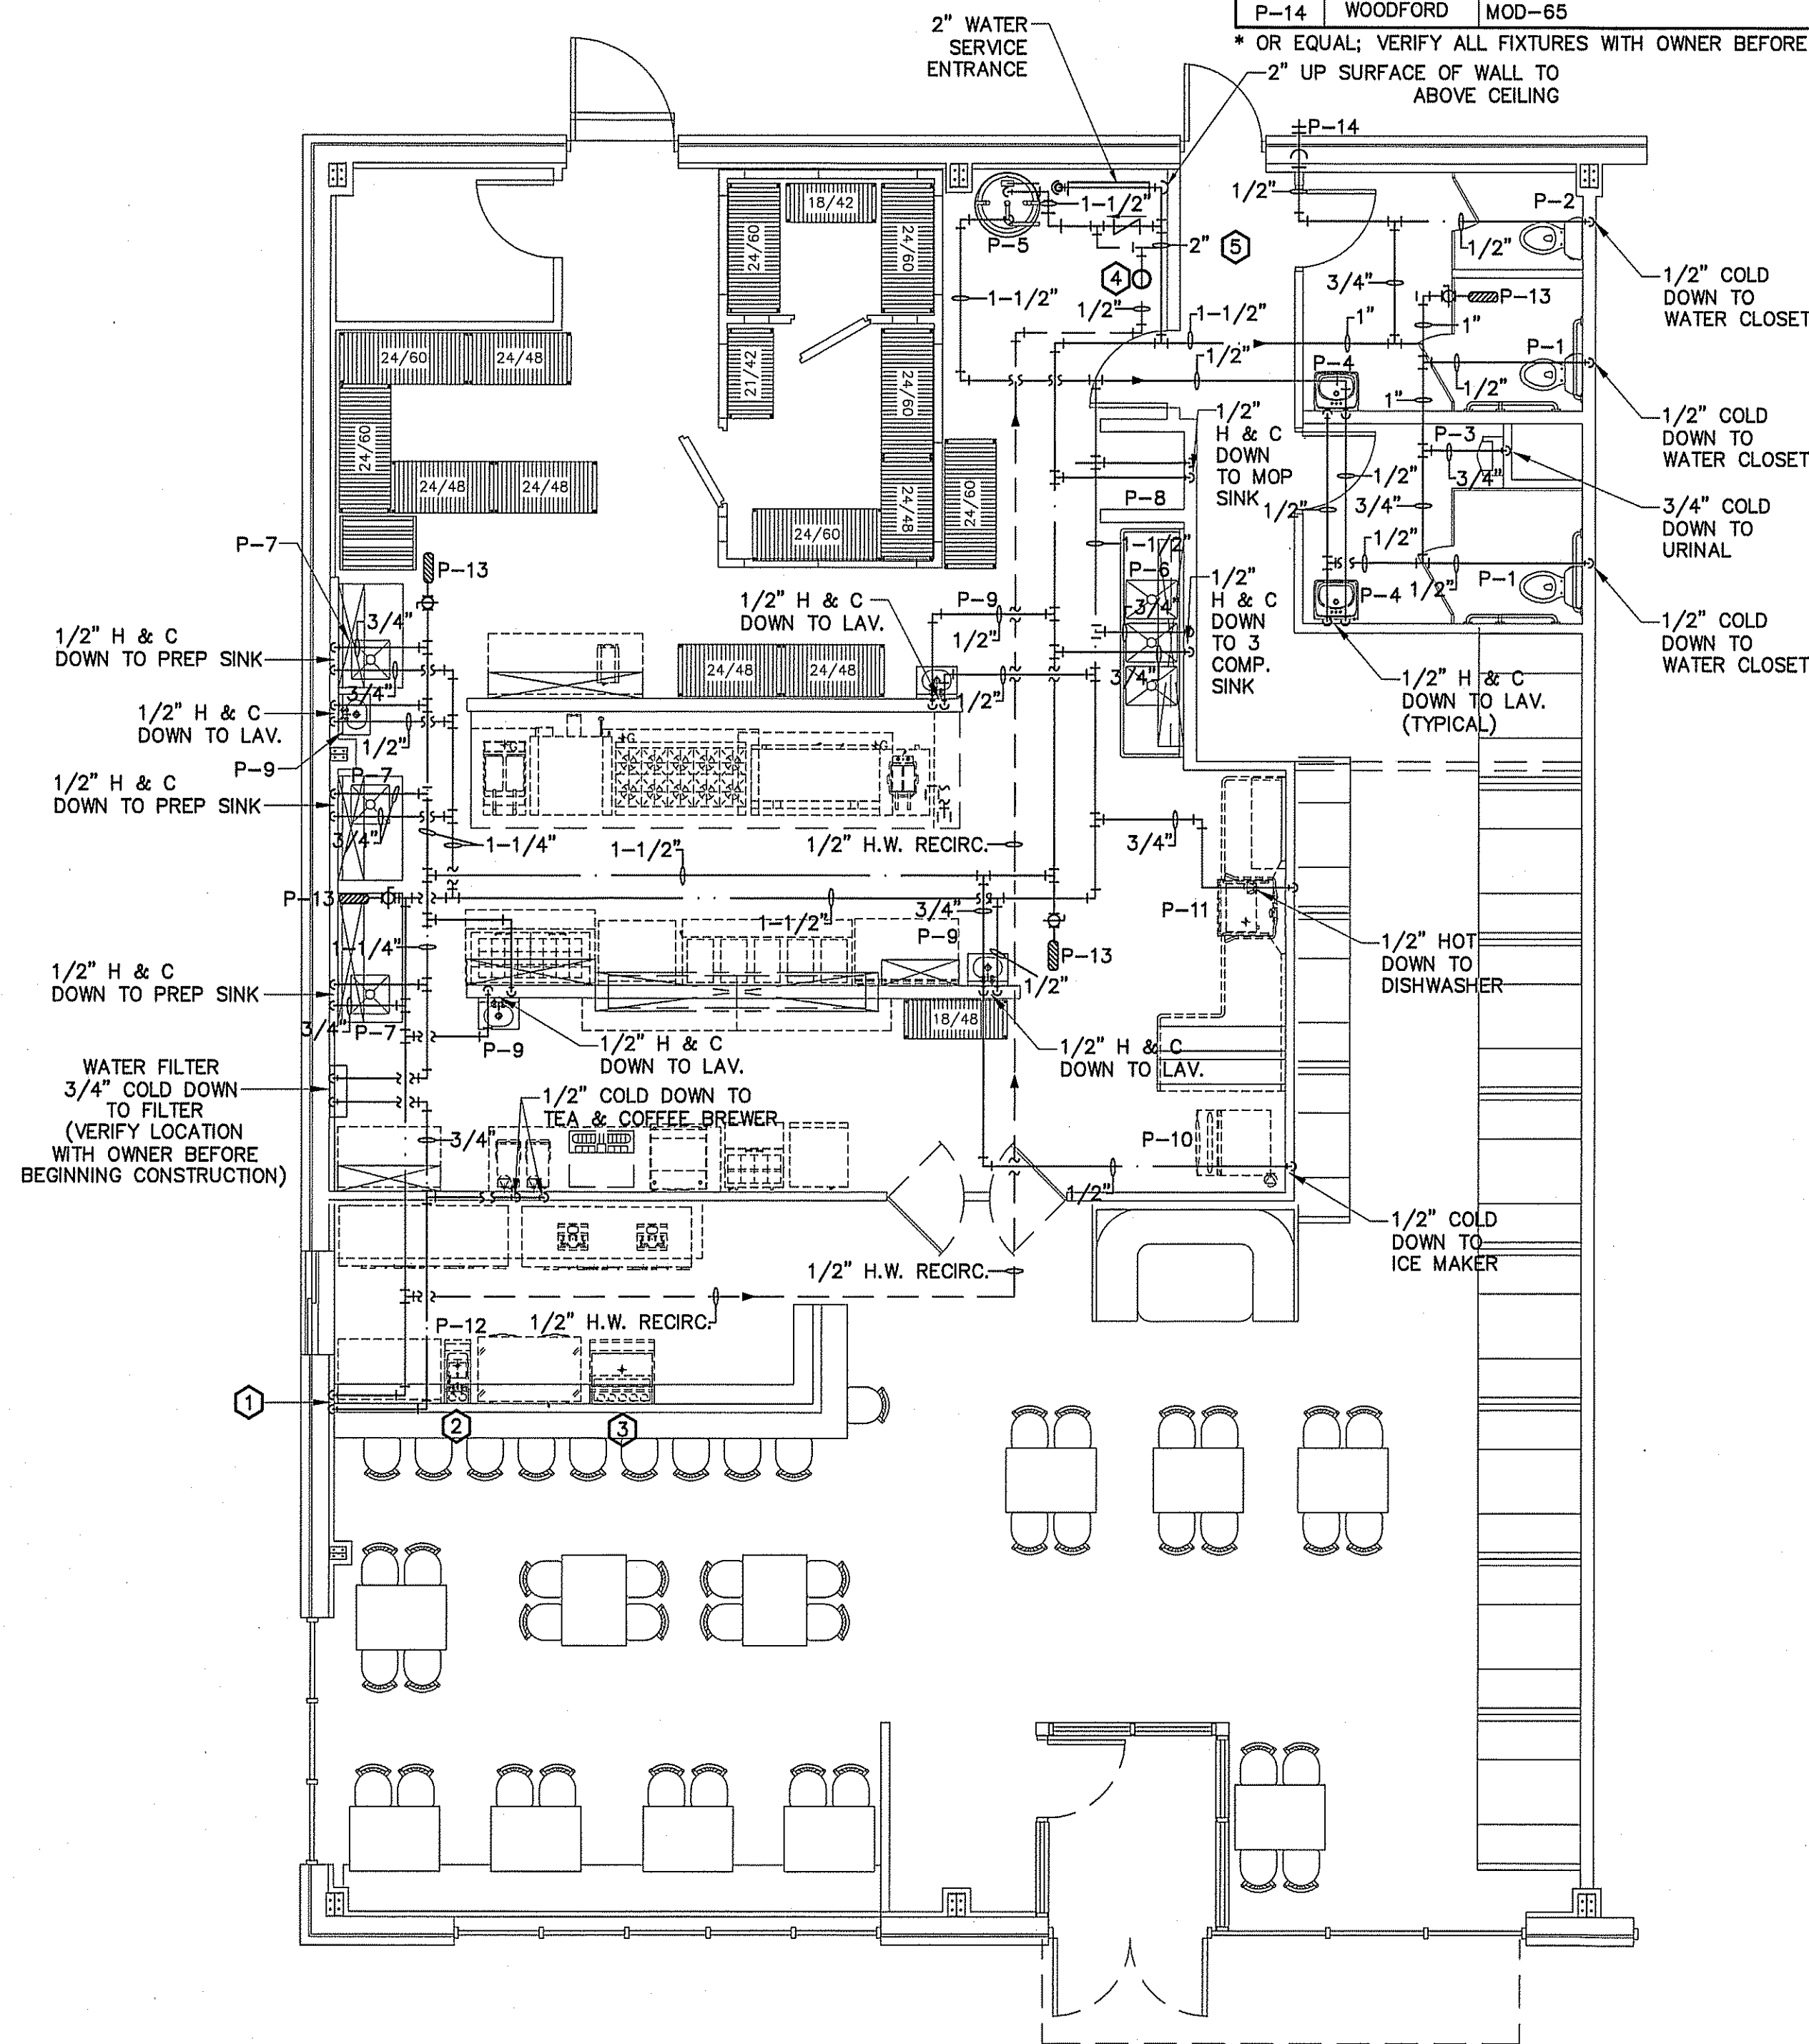 P-14 WOODFORD MOD-65
* OR EQUAL; VERIFY ALL FIXTURES WITH OWNER BEFORE
2" WATER
SERVICE
ENTRANCE
2" UP SURFACE OF WALL TO
ABOVE CEILING
P-14
1/2"
P-2
1/2"
18/42
24/60
24/60
1-1/2"
P-5
2"
5
4
1/2"
1-1/2"
3/4"
P-13
1"
1/2" COLD
DOWN TO
WATER CLOSET
1-1/2"
1"
1/2"
P-4
P-1
1/2"
1"
24/60
24/48
21/42
24/60
24/60
24/48
24/48
24/48
24/60
24/60
1/2"
H & C
DOWN
TO MOP
SINK
P-8
1/2" COLD
DOWN TO
WATER CLOSET
P-3
3/4"
1/2"
1/2"
3/4"
3/4" COLD
DOWN TO
URINAL
P-7
P-13
1-1/2"
P-6
1/2"
P-4
1/2"
P-1
1/2"
H & C
DOWN
TO 3
COMP.
SINK
3/4"
3/4"
1/2" COLD
DOWN TO
WATER CLOSET
1/2" H & C
DOWN TO PREP SINK
3/4"
3/4"
1/2" H & C
DOWN TO LAV.
P-9
1/2"
24/48
24/48
1/2"
1/2" H & C
DOWN TO LAV.
(TYPICAL)
1/2" H & C
DOWN TO LAV.
1/2"
P-9
P-7
1/2" H & C
DOWN TO PREP SINK
3/4"
G
G
G
1-1/4"
1-1/2"
1/2" H.W. RECIRC.
3/4"
P-13
1-1/2"
3/4"
P-9
P-13
P-11
1/2" HOT
DOWN TO
DISHWASHER
1-1/4"
1/2" H & C
DOWN TO PREP SINK
3/4"
P-7
P-9
1/2" H & C
DOWN TO LAV.
1/2"
18/48
1/2" H & C
DOWN TO LAV.
WATER FILTER
3/4" COLD DOWN
TO FILTER
(VERIFY LOCATION
WITH OWNER BEFORE
BEGINNING CONSTRUCTION)
1/2" COLD DOWN TO
TEA & COFFEE BREWER
3/4"
P-10
1/2"
1/2" COLD
DOWN TO
ICE MAKER
1/2" H.W. RECIRC.
P-12
1/2" H.W. RECIRC.
1
2
3